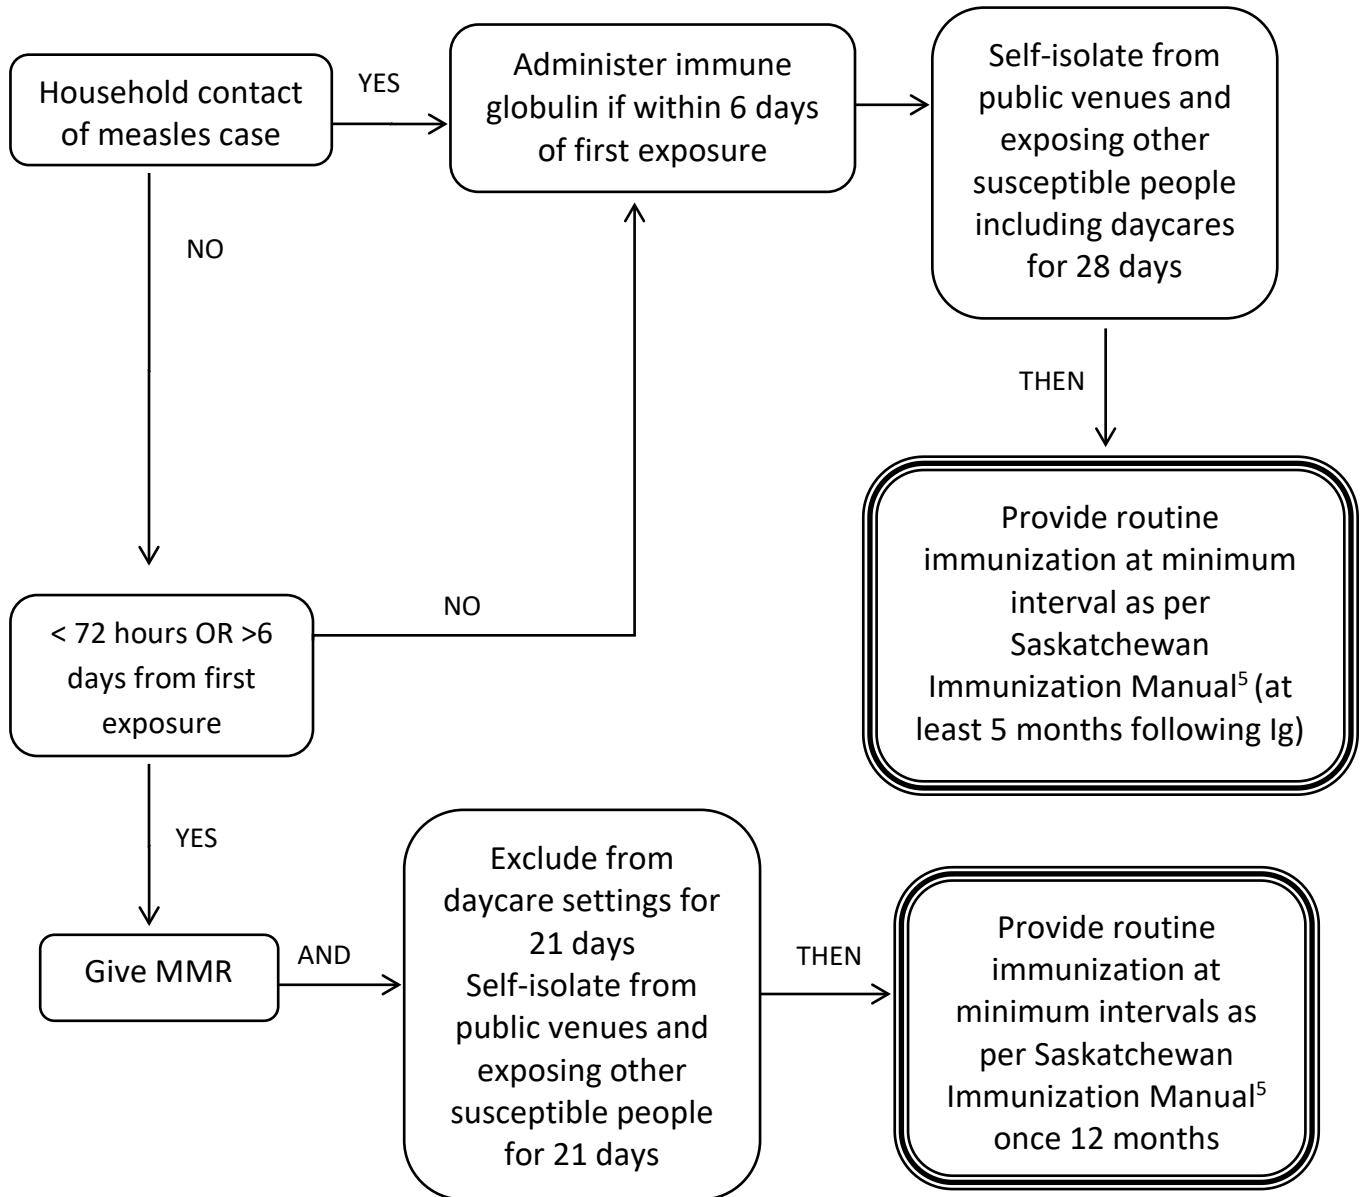 Household contact
of measles case
YES
Administer immune
globulin if within 6 days
of first exposure
Self-isolate from
public venues and
exposing other
susceptible people
including daycares
for 28 days
NO
THEN
Provide routine
immunization at minimum
interval as per
Saskatchewan
Immunization Manual⁵ (at
least 5 months following Ig)
< 72 hours OR >6
days from first
exposure
NO
YES
Give MMR
AND
Exclude from
daycare settings for
21 days
Self-isolate from
public venues and
exposing other
susceptible people
for 21 days
THEN
Provide routine
immunization at
minimum intervals as
per Saskatchewan
Immunization Manual⁵
once 12 months